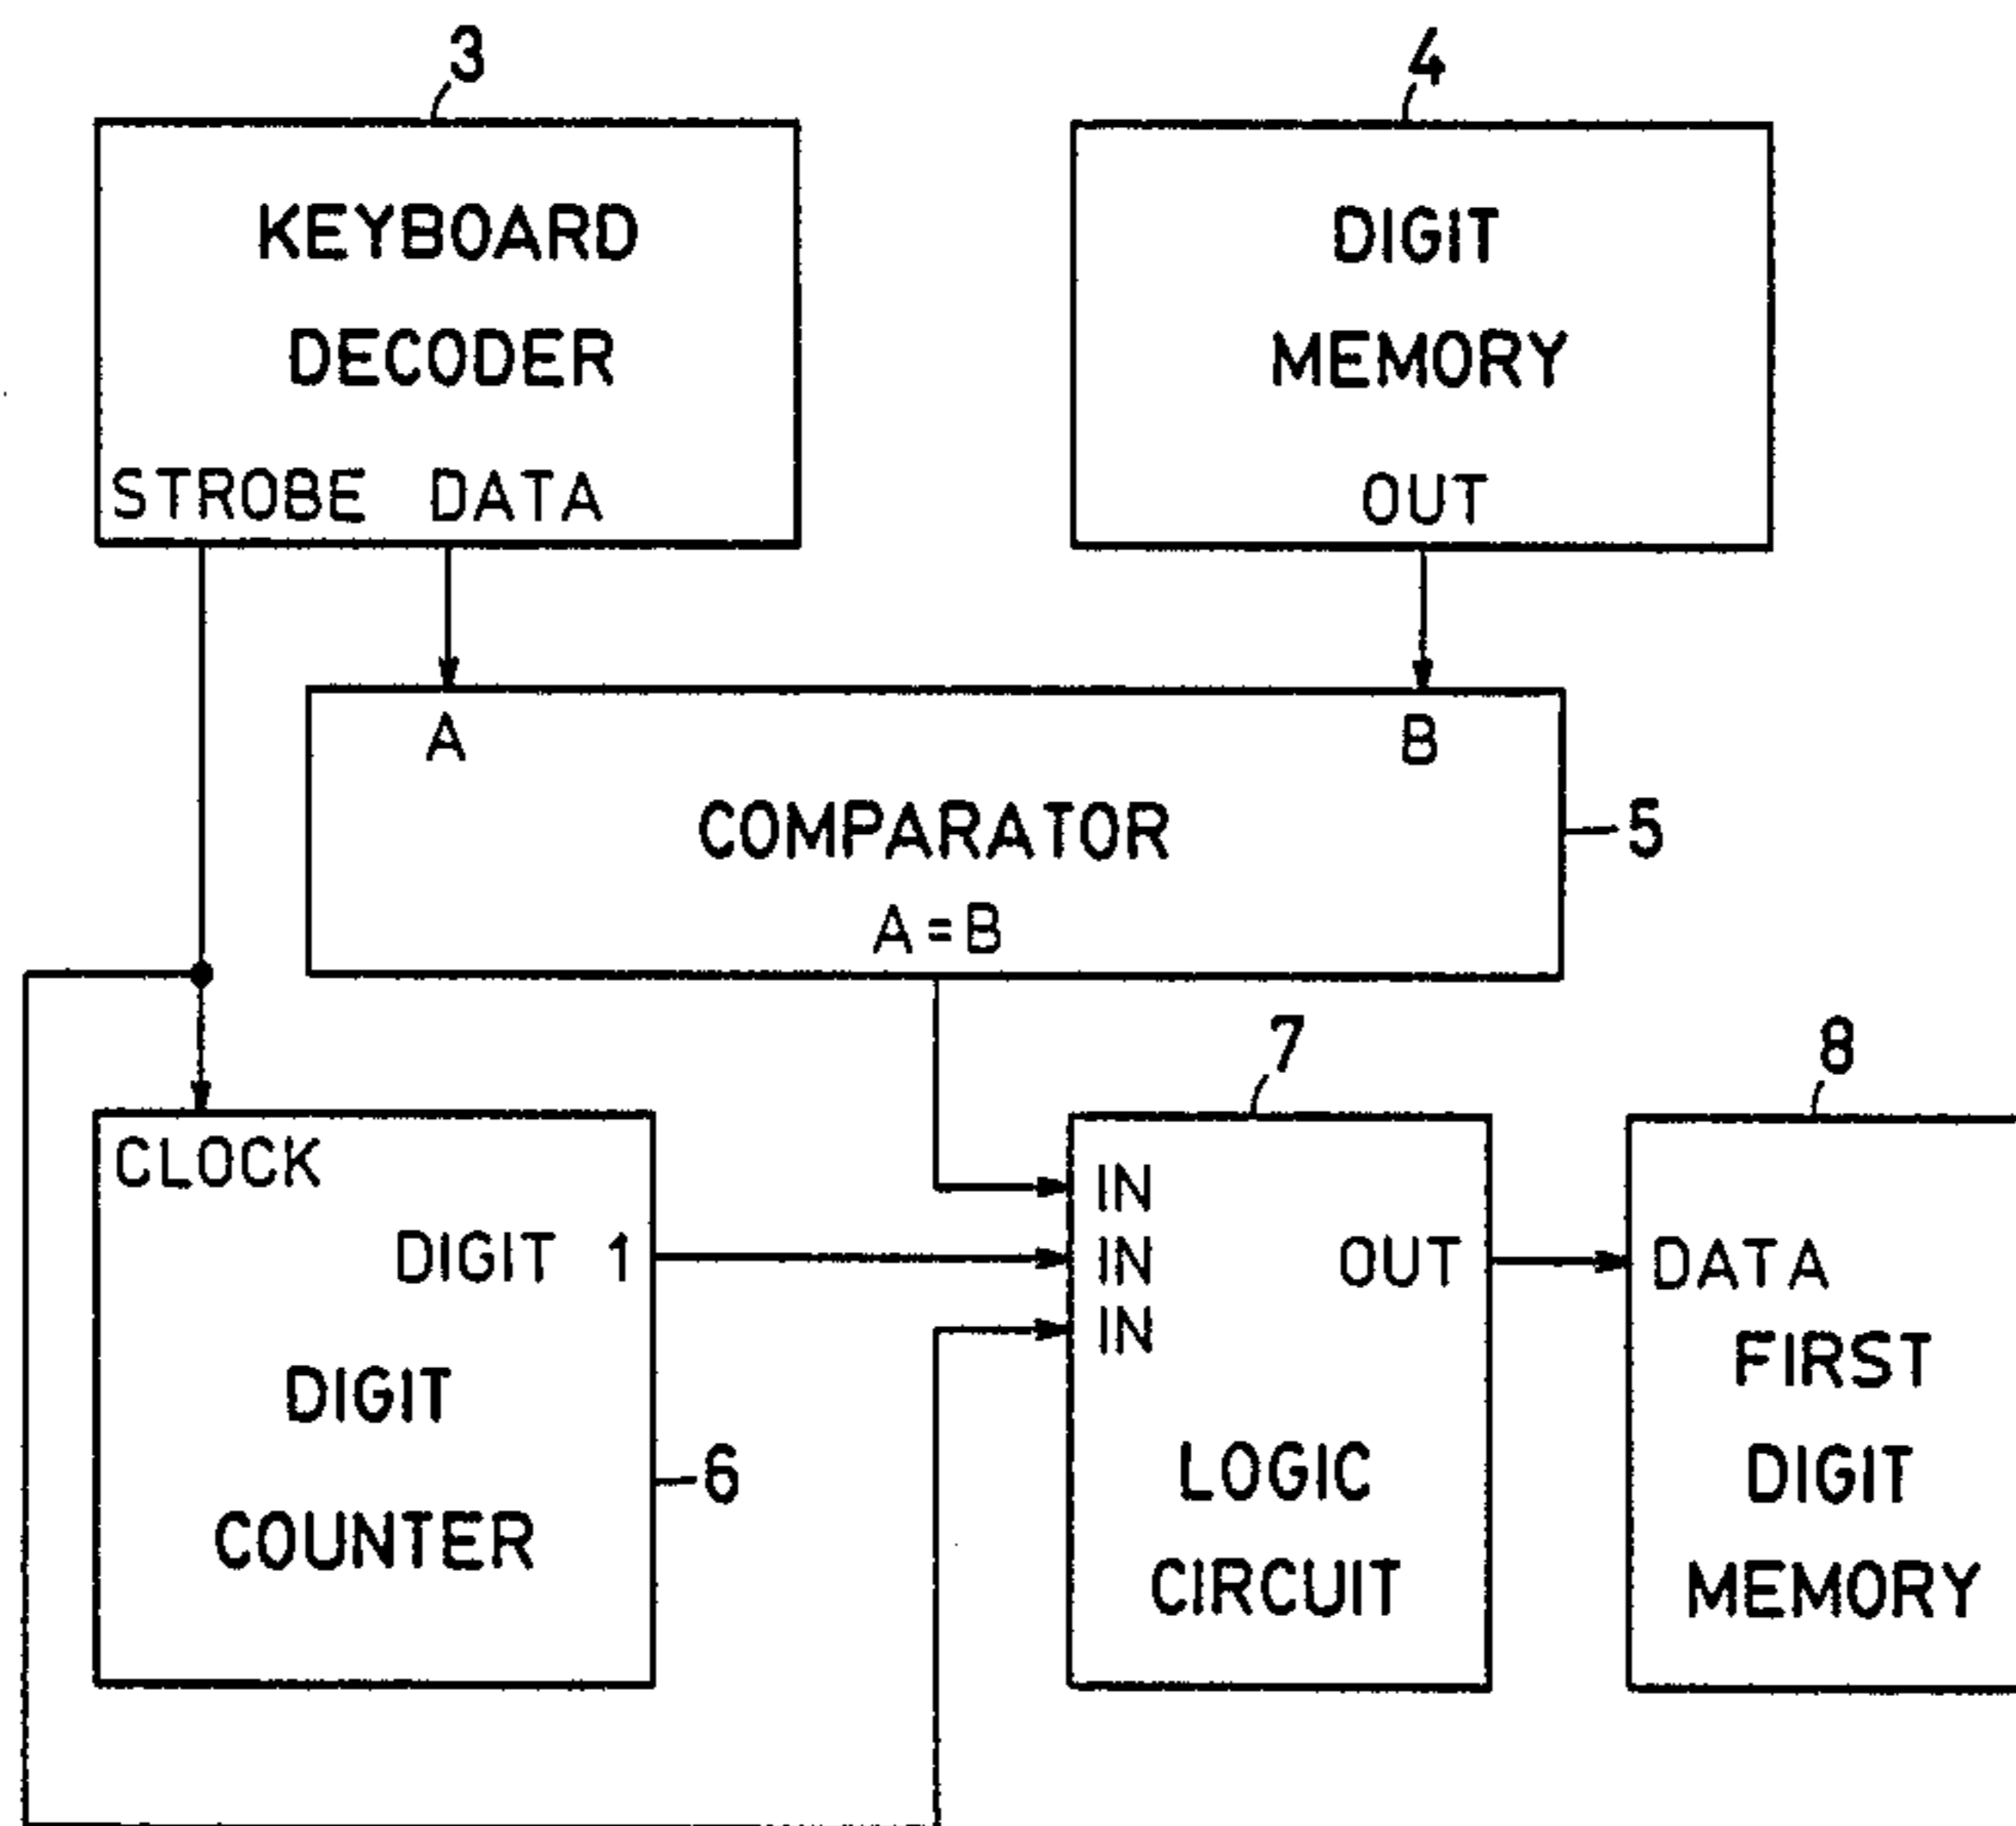 3
KEYBOARD
DECODER
STROBE DATA
4
DIGIT
MEMORY
OUT
A
B
COMPARATOR
A=B
5
CLOCK
DIGIT 1
DIGIT
COUNTER
6
7
IN
IN
IN
OUT
LOGIC
CIRCUIT
8
DATA
FIRST
DIGIT
MEMORY